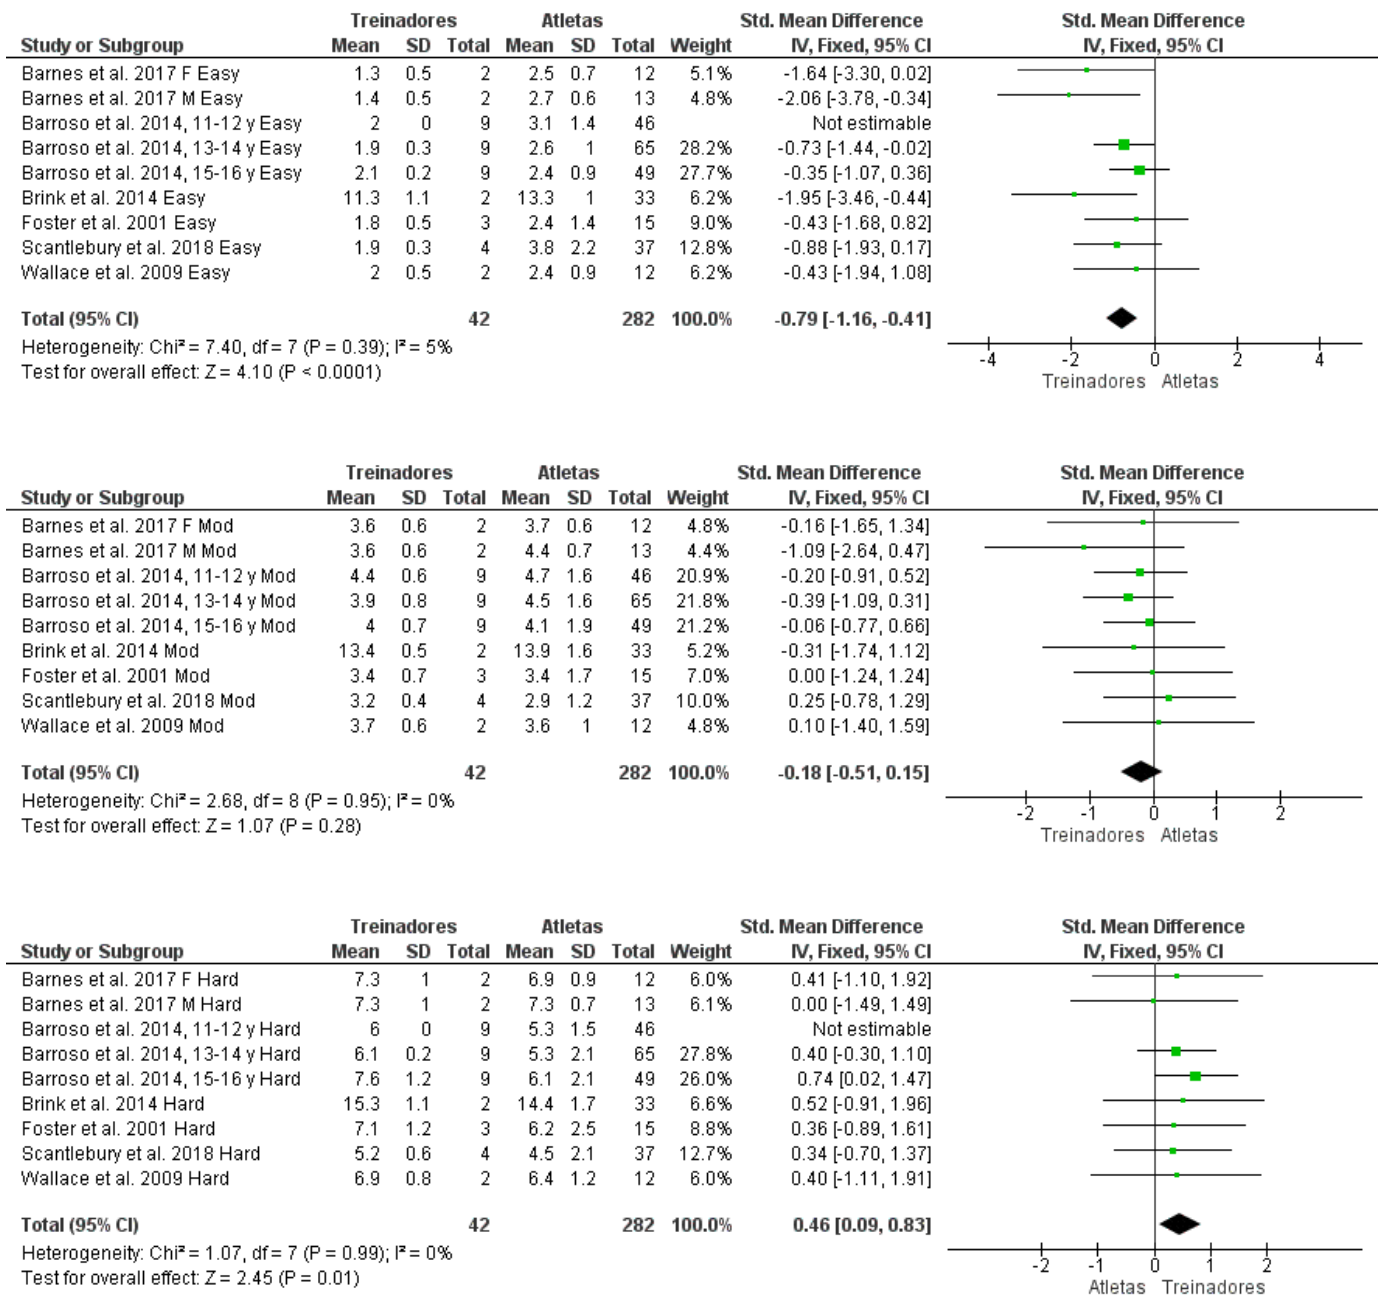 Treinadores Atletas Std. Mean Difference Std. Mean Difference
Study or Subgroup Mean SD Total Mean SD Total Weight IV, Fixed, 95% CI IV, Fixed, 95% CI
Barnes et al. 2017 F Easy 1.3 0.5 2 2.5 0.7 12 5.1% -1.64 [-3.30, 0.02]
Barnes et al. 2017 M Easy 1.4 0.5 2 2.7 0.6 13 4.8% -2.06 [-3.78, -0.34]
Barroso et al. 2014, 11-12 y Easy 2 0 9 3.1 1.4 46 Not estimable
Barroso et al. 2014, 13-14 y Easy 1.9 0.3 9 2.6 1 65 28.2% -0.73 [-1.44, -0.02]
Barroso et al. 2014, 15-16 y Easy 2.1 0.2 9 2.4 0.9 49 27.7% -0.35 [-1.07, 0.36]
Brink et al. 2014 Easy 11.3 1.1 2 13.3 1 33 6.2% -1.95 [-3.46, -0.44]
Foster et al. 2001 Easy 1.8 0.5 3 2.4 1.4 15 9.0% -0.43 [-1.68, 0.82]
Scantlebury et al. 2018 Easy 1.9 0.3 4 3.8 2.2 37 12.8% -0.88 [-1.93, 0.17]
Wallace et al. 2009 Easy 2 0.5 2 2.4 0.9 12 6.2% -0.43 [-1.94, 1.08]
Total (95% CI) 42 282 100.0% -0.79 [-1.16, -0.41]
Heterogeneity: Chi² = 7.40, df = 7 (P = 0.39); I² = 5%
Test for overall effect: Z = 4.10 (P < 0.0001)
-4 -2 0 2 4
Treinadores Atletas
Treinadores Atletas Std. Mean Difference Std. Mean Difference
Study or Subgroup Mean SD Total Mean SD Total Weight IV, Fixed, 95% CI IV, Fixed, 95% CI
Barnes et al. 2017 F Mod 3.6 0.6 2 3.7 0.6 12 4.8% -0.16 [-1.65, 1.34]
Barnes et al. 2017 M Mod 3.6 0.6 2 4.4 0.7 13 4.4% -1.09 [-2.64, 0.47]
Barroso et al. 2014, 11-12 y Mod 4.4 0.6 9 4.7 1.6 46 20.9% -0.20 [-0.91, 0.52]
Barroso et al. 2014, 13-14 y Mod 3.9 0.8 9 4.5 1.6 65 21.8% -0.39 [-1.09, 0.31]
Barroso et al. 2014, 15-16 y Mod 4 0.7 9 4.1 1.9 49 21.2% -0.06 [-0.77, 0.66]
Brink et al. 2014 Mod 13.4 0.5 2 13.9 1.6 33 5.2% -0.31 [-1.74, 1.12]
Foster et al. 2001 Mod 3.4 0.7 3 3.4 1.7 15 7.0% 0.00 [-1.24, 1.24]
Scantlebury et al. 2018 Mod 3.2 0.4 4 2.9 1.2 37 10.0% 0.25 [-0.78, 1.29]
Wallace et al. 2009 Mod 3.7 0.6 2 3.6 1 12 4.8% 0.10 [-1.40, 1.59]
Total (95% CI) 42 282 100.0% -0.18 [-0.51, 0.15]
Heterogeneity: Chi² = 2.68, df = 8 (P = 0.95); I² = 0%
Test for overall effect: Z = 1.07 (P = 0.28)
-2 -1 0 1 2
Treinadores Atletas
Treinadores Atletas Std. Mean Difference Std. Mean Difference
Study or Subgroup Mean SD Total Mean SD Total Weight IV, Fixed, 95% CI IV, Fixed, 95% CI
Barnes et al. 2017 F Hard 7.3 1 2 6.9 0.9 12 6.0% 0.41 [-1.10, 1.92]
Barnes et al. 2017 M Hard 7.3 1 2 7.3 0.7 13 6.1% 0.00 [-1.49, 1.49]
Barroso et al. 2014, 11-12 y Hard 6 0 9 5.3 1.5 46 Not estimable
Barroso et al. 2014, 13-14 y Hard 6.1 0.2 9 5.3 2.1 65 27.8% 0.40 [-0.30, 1.10]
Barroso et al. 2014, 15-16 y Hard 7.6 1.2 9 6.1 2.1 49 26.0% 0.74 [0.02, 1.47]
Brink et al. 2014 Hard 15.3 1.1 2 14.4 1.7 33 6.6% 0.52 [-0.91, 1.96]
Foster et al. 2001 Hard 7.1 1.2 3 6.2 2.5 15 8.8% 0.36 [-0.89, 1.61]
Scantlebury et al. 2018 Hard 5.2 0.6 4 4.5 2.1 37 12.7% 0.34 [-0.70, 1.37]
Wallace et al. 2009 Hard 6.9 0.8 2 6.4 1.2 12 6.0% 0.40 [-1.11, 1.91]
Total (95% CI) 42 282 100.0% 0.46 [0.09, 0.83]
Heterogeneity: Chi² = 1.07, df = 7 (P = 0.99); I² = 0%
Test for overall effect: Z = 2.45 (P = 0.01)
-2 -1 0 1 2
Atletas Treinadores